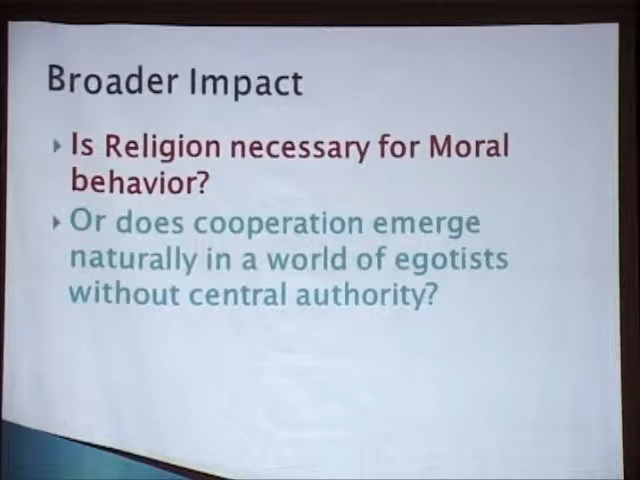 Broader Impact
Is Religion necessary for Moral
behavior?
Or does cooperation emerge
naturally in a world of egotists
without central authority?